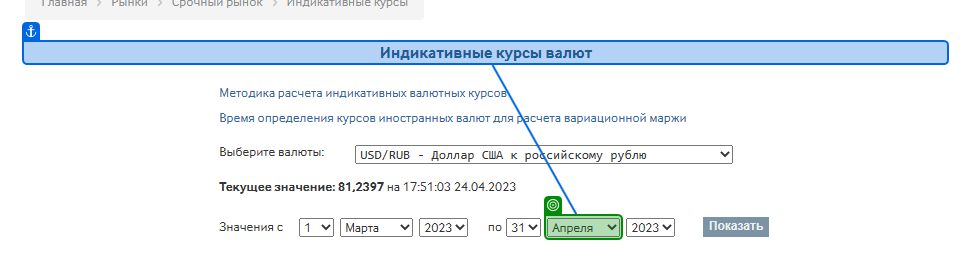 Главная > Рынки > Срочный рынок > Индикативные курсы
Индикативные курсы валют
Методика расчета индикативных валютных курсов
Время определения курсов иностранных валют для расчета вариационной маржи
Выберите валюты: USD/RUB - Доллар США к российскому рублю
Текущее значение: 81,2397 на 17:51:03 24.04.2023
Значения с 1 Марта 2023 по 31 Апреля 2023 Показать